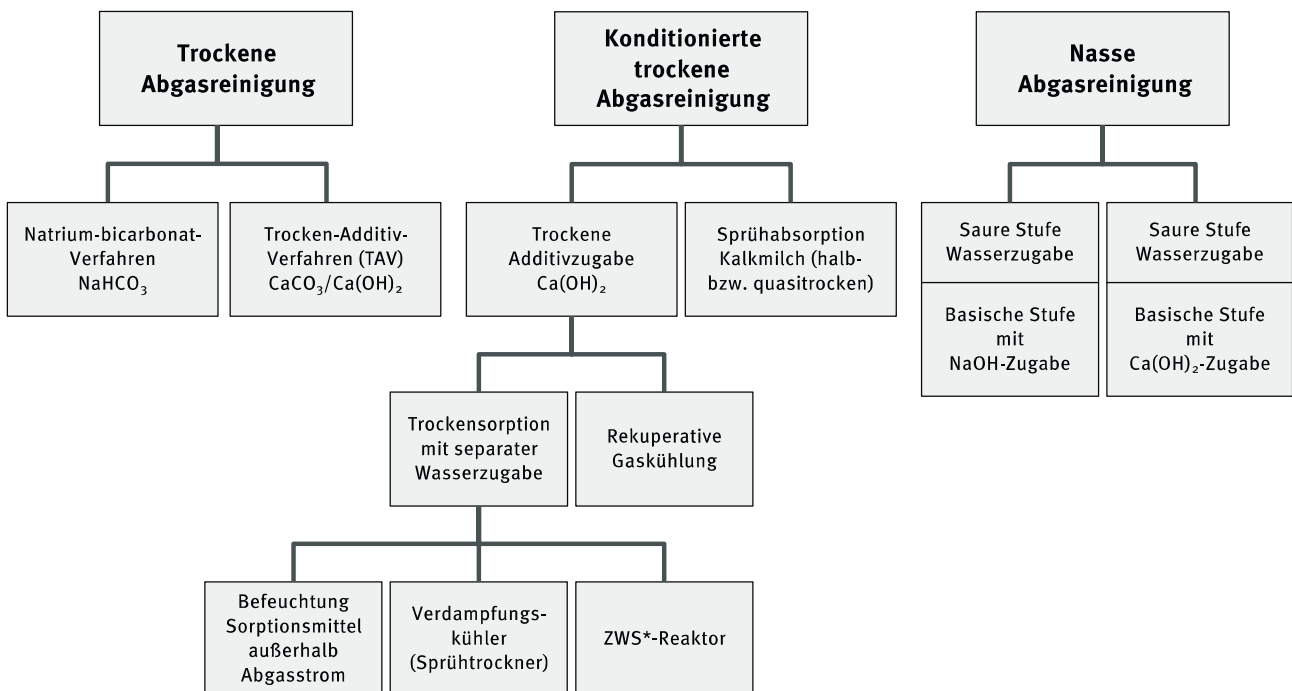 Trockene
Abgasreinigung
Konditionierte
trockene
Abgasreinigung
Nasse
Abgasreinigung
Natrium-bicarbonat-
Verfahren
NaHCO₃
Trocken-Additiv-
Verfahren (TAV)
CaCO₃/Ca(OH)₂
Trockene
Additivzugabe
Ca(OH)₂
Sprühabsorption
Kalkmilch (halb-
bzw. quasitrocken)
Saure Stufe
Wasserzugabe
Basische Stufe
mit
NaOH-Zugabe
Saure Stufe
Wasserzugabe
Basische Stufe
mit
Ca(OH)₂-Zugabe
Trockensorption
mit separater
Wasserzugabe
Rekuperative
Gaskühlung
Befeuchtung
Sorptionsmittel
außerhalb
Abgasstrom
Verdampfungs-
kühler
(Sprühtrockner)
ZWS*-Reaktor